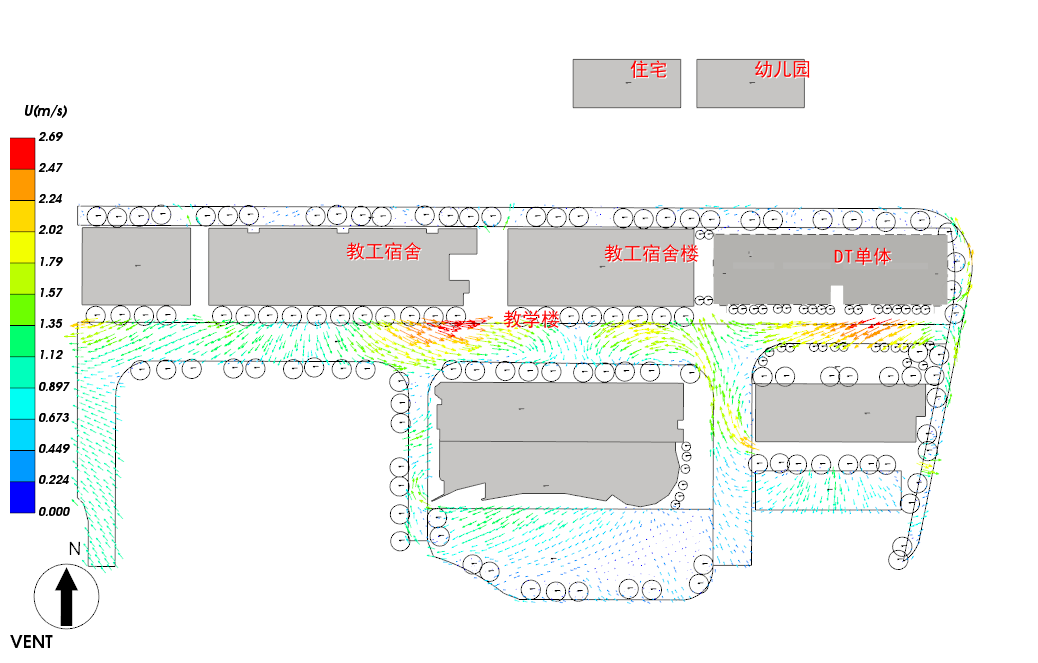 住宅
幼儿园
U(m/s)
2.69
2.47
2.24
2.02
1.79
1.57
1.35
1.12
0.897
0.673
0.449
0.224
0.000
教工宿舍
教工宿舍楼
DT单体
教学楼
N
VENT